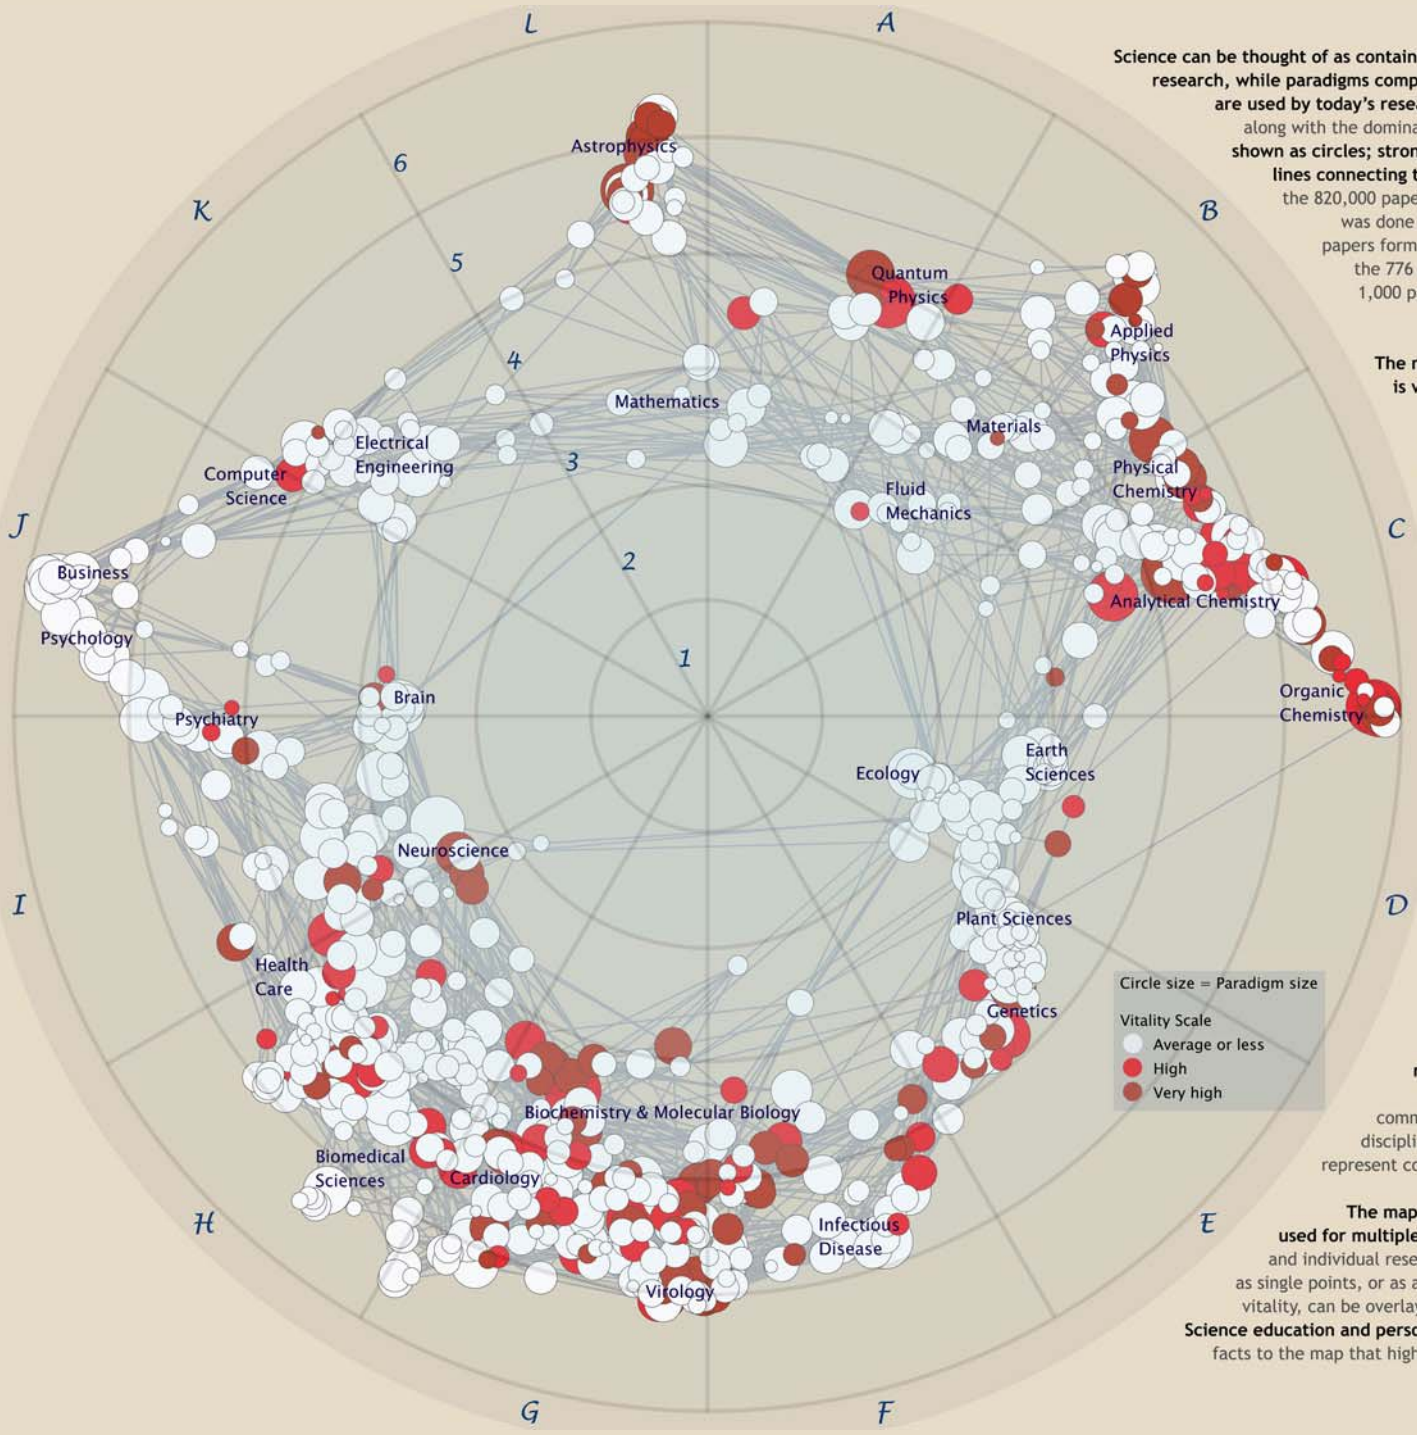 L
A
Science can be thought of as contain
research, while paradigms comp
are used by today's resea
along with the domina
shown as circles; stron
lines connecting t
the 820,000 pape
was done
papers form
the 776
1,000 p
The r
is v
B
K
6
5
4
3
2
1
Astrophysics
Quantum
Physics
Applied
Physics
Mathematics
Materials
Electrical
Engineering
Computer
Science
Physical
Chemistry
Fluid
Mechanics
J
C
Business
Psychology
Analytical Chemistry
Organic
Chemistry
Brain
Psychiatry
Ecology
Earth
Sciences
Neuroscience
I
D
Plant Sciences
Health
Care
Genetics
Circle size = Paradigm size
Vitality Scale
Average or less
High
Very high
Biochemistry & Molecular Biology
Biomedical
Sciences
Cardiology
Infectious
Disease
Virology
H
E
G
F
comm
discipli
represent co
The map
used for multiple
and individual rese
as single points, or as a
vitality, can be overlay
Science education and perso
facts to the map that high